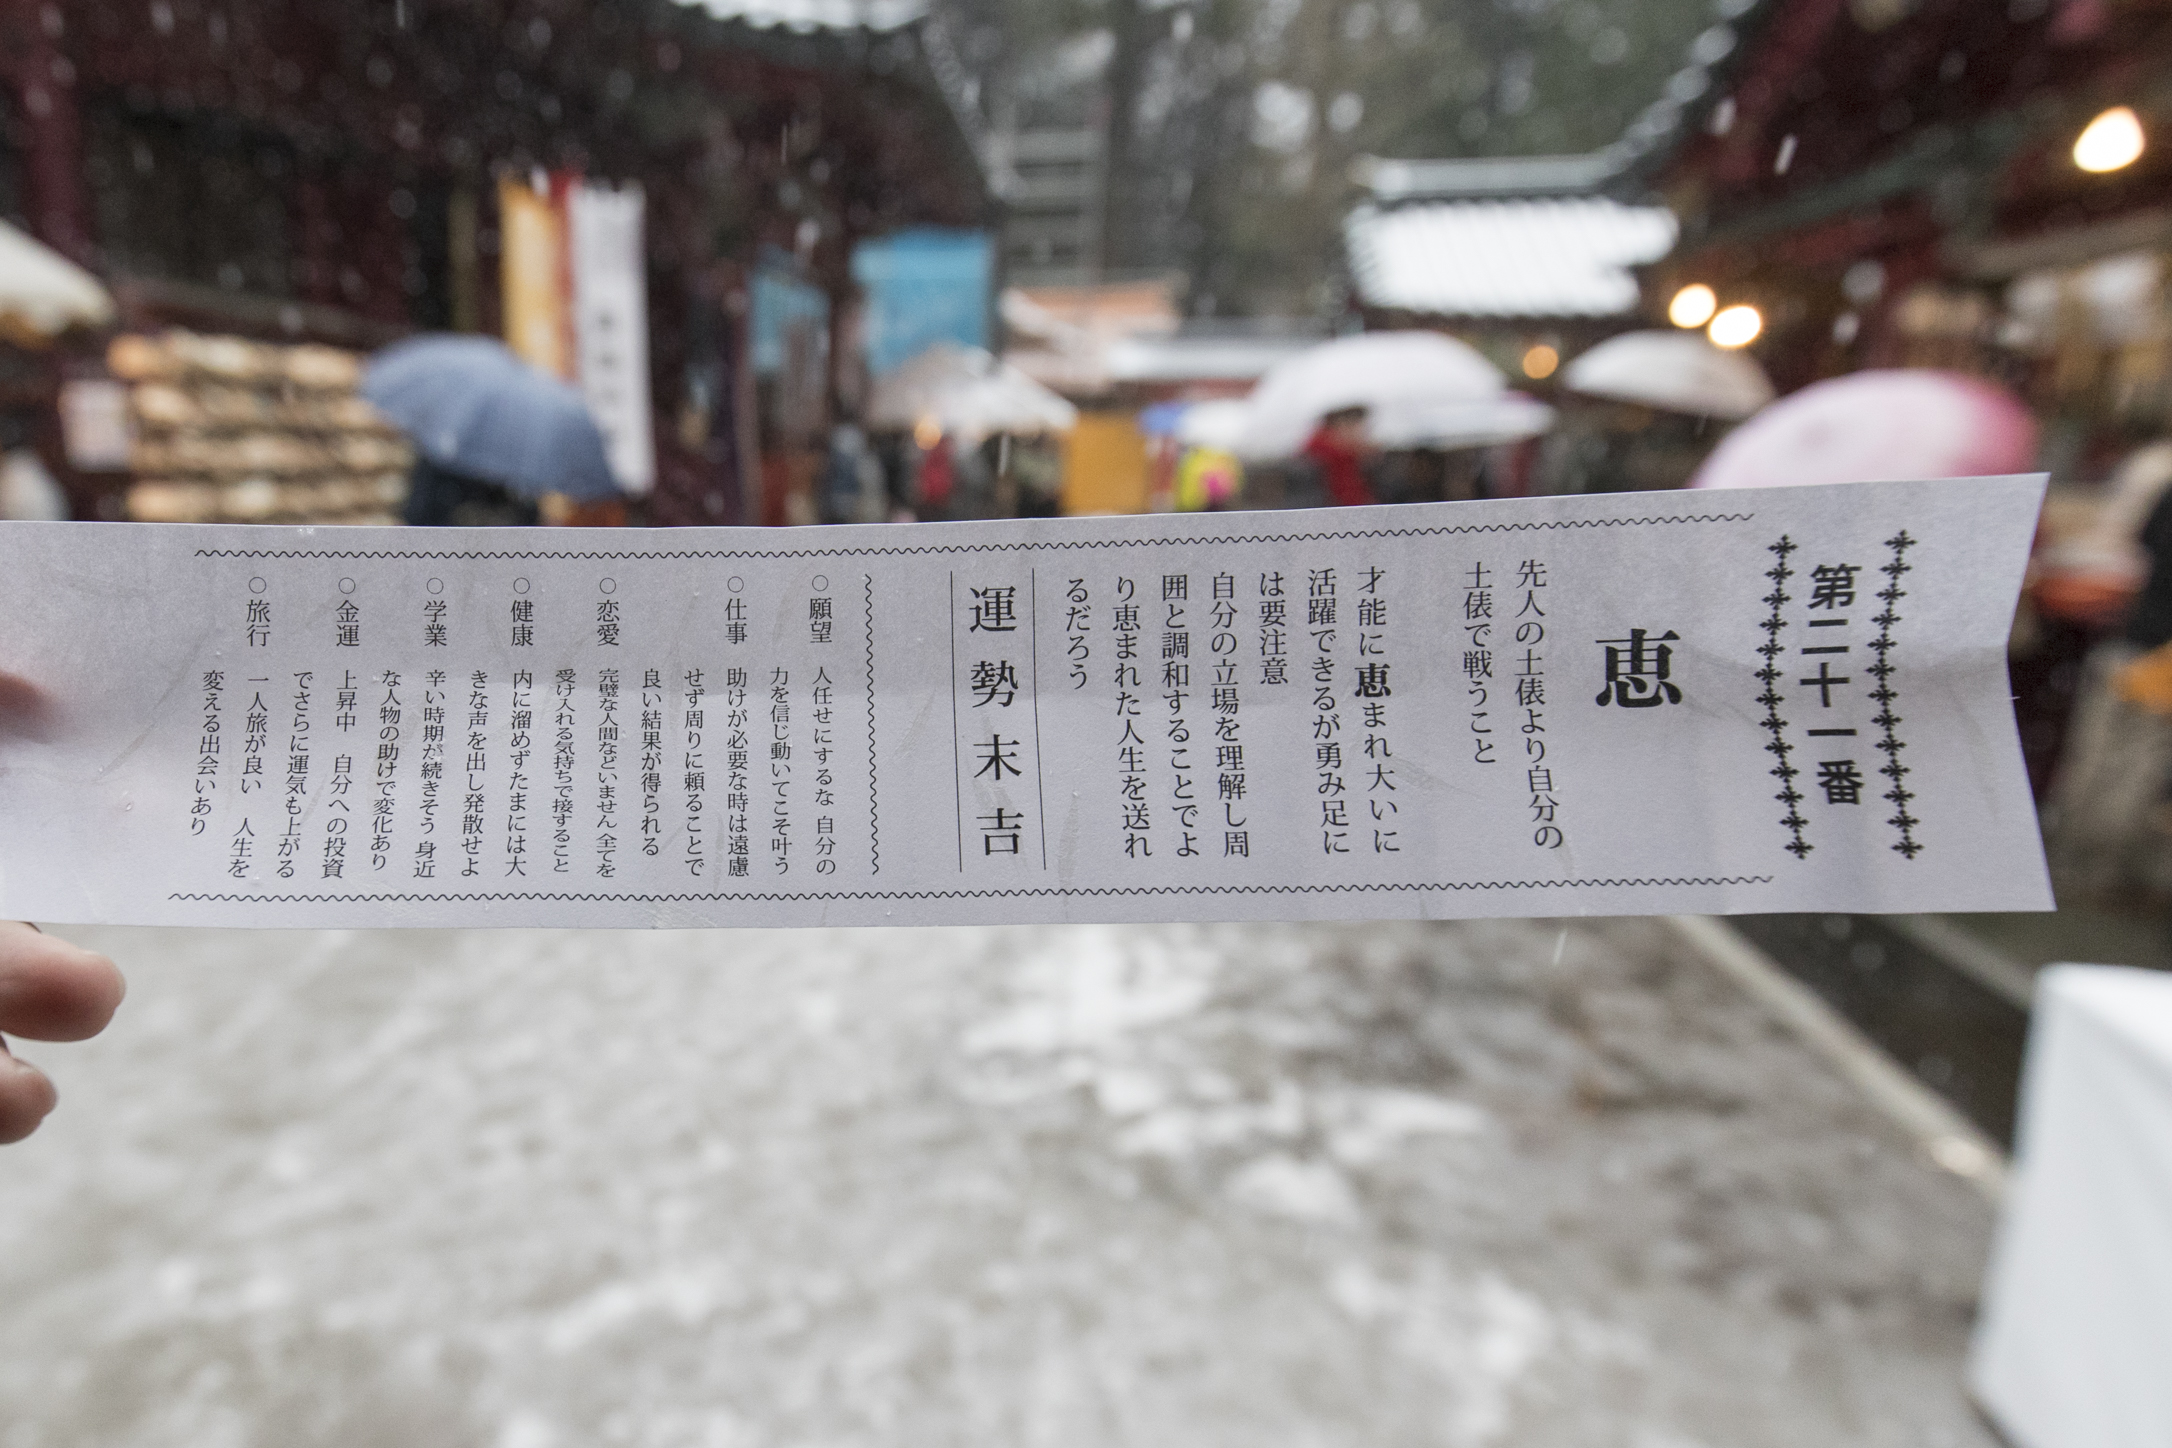 第二十一番
恵
先人の土俵より自分の
土俵で戦うこと
才能に恵まれ大いに
活躍できるが勇み足に
は要注意
自分の立場を理解し周
囲と調和することでよ
り恵まれた人生を送れ
るだろう
運勢末吉
○願望 人任せにするな 自分の
力を信じ動いてこそ叶う
○仕事 助けが必要な時は遠慮
せず周りに頼ることで
良い結果が得られる
○恋愛 完璧な人間などいません 全てを
受け入れる気持ちで接すること
○健康 内に溜めずたまには大
きな声を出し発散せよ
○学業 辛い時期が続きそう 身近
な人物の助けで変化あり
○金運 上昇中 自分への投資
でさらに運気も上がる
○旅行 一人旅が良い 人生を
変える出会いあり